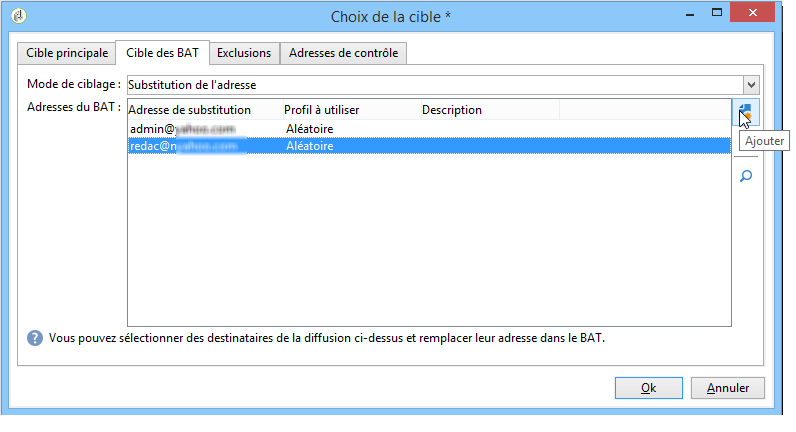 Choix de la cible *
Cible principale Cible des BAT Exclusions Adresses de contrôle
Mode de ciblage : Substitution de l'adresse
Adresses du BAT : Adresse de substitution Profil à utiliser Description
admin@ Aléatoire
redac@ Aléatoire
Ajouter
Vous pouvez sélectionner des destinataires de la diffusion ci-dessus et remplacer leur adresse dans le BAT.
Ok Annuler